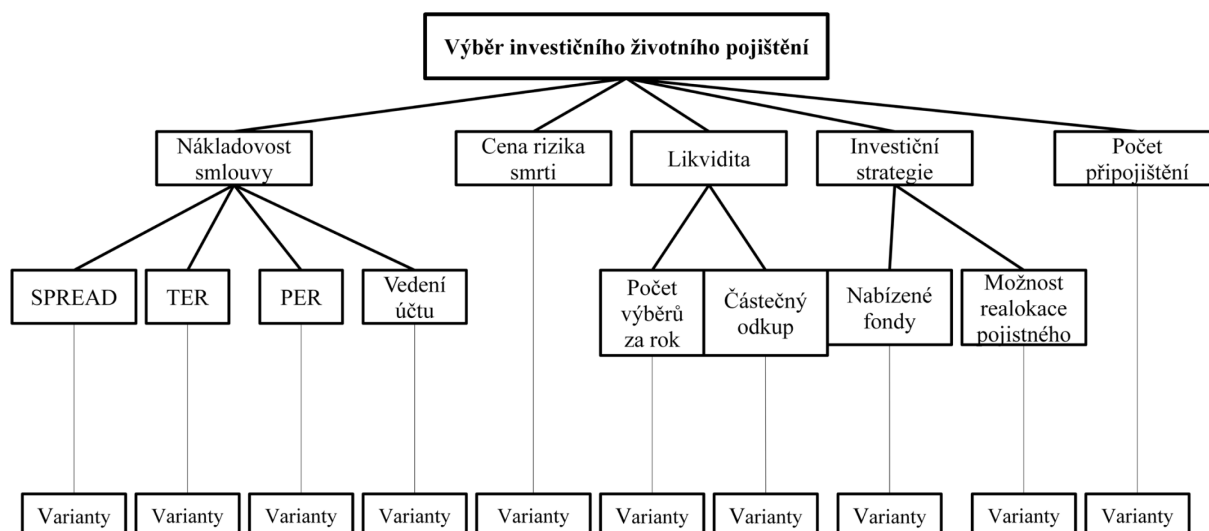 Výběr investičního životního pojištění
Nákladovost
smlouvy
Cena rizika
smrti
Likvidita
Investiční
strategie
Počet
připojištění
SPREAD
TER
PER
Vedení
účtu
Počet
výběrů
za rok
Částečný
odkup
Nabízené
fondy
Možnost
realokace
pojistného
Varianty
Varianty
Varianty
Varianty
Varianty
Varianty
Varianty
Varianty
Varianty
Varianty